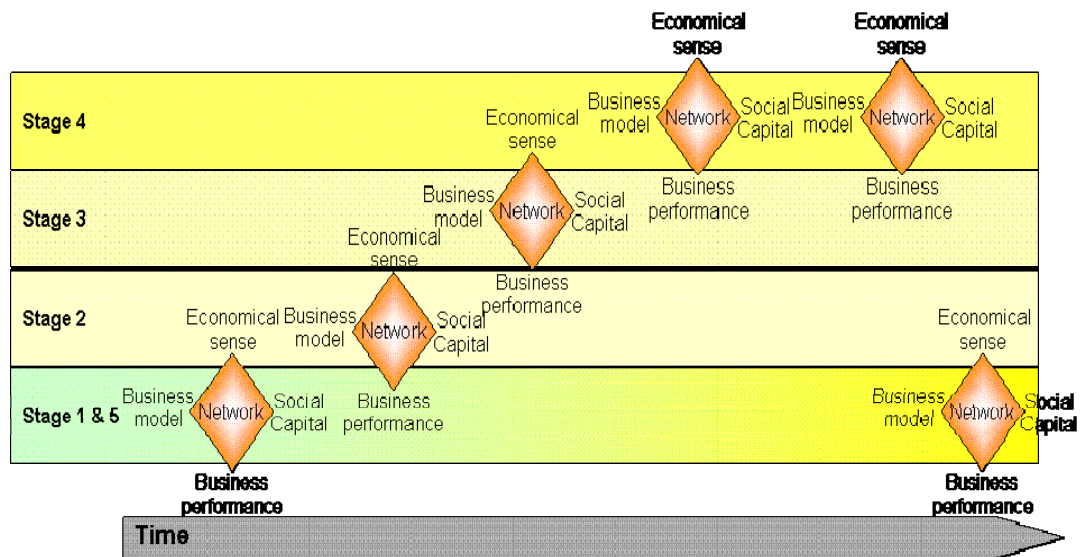 Economical
sense
Economical
sense
Stage 4
Business
model
Network
Social
Capital
Business
performance
Business
model
Network
Social
Capital
Business
performance
Stage 3
Economical
sense
Business
model
Network
Social
Capital
Business
performance
Stage 2
Economical
sense
Business
model
Network
Social
Capital
Business
performance
Stage 1 & 5
Economical
sense
Business
model
Network
Social
Capital
Business
performance
Economical
sense
Business
model
Network
Social
Capital
Business
performance
Time